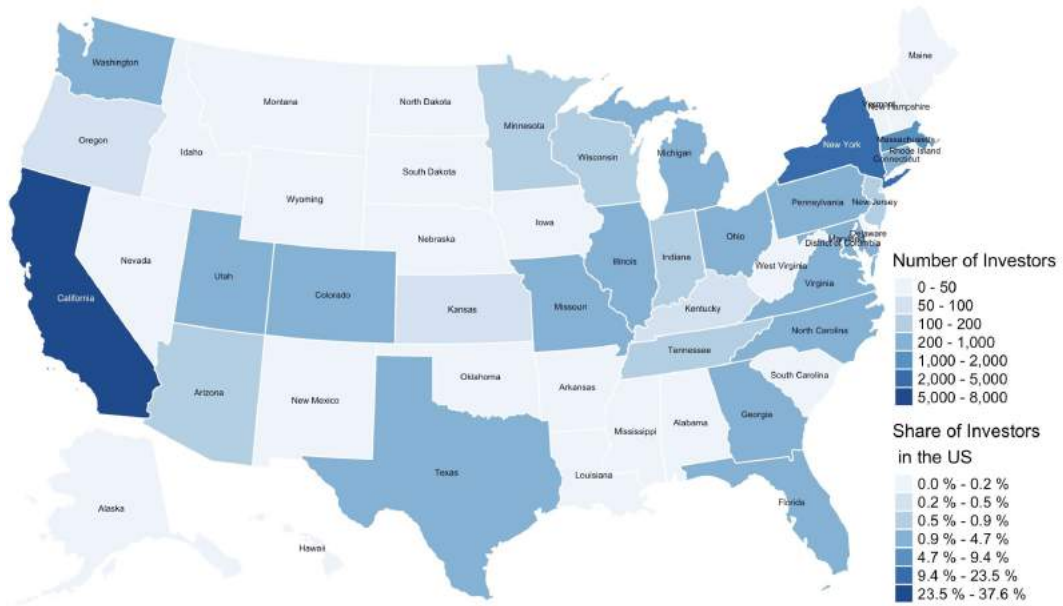 Maine
Washington
Montana
North Dakota
Vermont
New Hampshire
Minnesota
Oregon
Idaho
Wisconsin
Michigan
New York
Massachusetts
Rhode Island
Connecticut
South Dakota
Wyoming
Iowa
Pennsylvania
New Jersey
Nebraska
Ohio
Delaware
Maryland
District of Columbia
Nevada
Utah
Illinois
Indiana
West Virginia
California
Colorado
Virginia
Kansas
Missouri
Kentucky
North Carolina
Tennessee
Oklahoma
South Carolina
Arizona
New Mexico
Arkansas
Georgia
Mississippi
Alabama
Texas
Louisiana
Florida
Alaska
Hawaii
Number of Investors
0 - 50
50 - 100
100 - 200
200 - 1,000
1,000 - 2,000
2,000 - 5,000
5,000 - 8,000
Share of Investors
in the US
0.0 % - 0.2 %
0.2 % - 0.5 %
0.5 % - 0.9 %
0.9 % - 4.7 %
4.7 % - 9.4 %
9.4 % - 23.5 %
23.5 % - 37.6 %